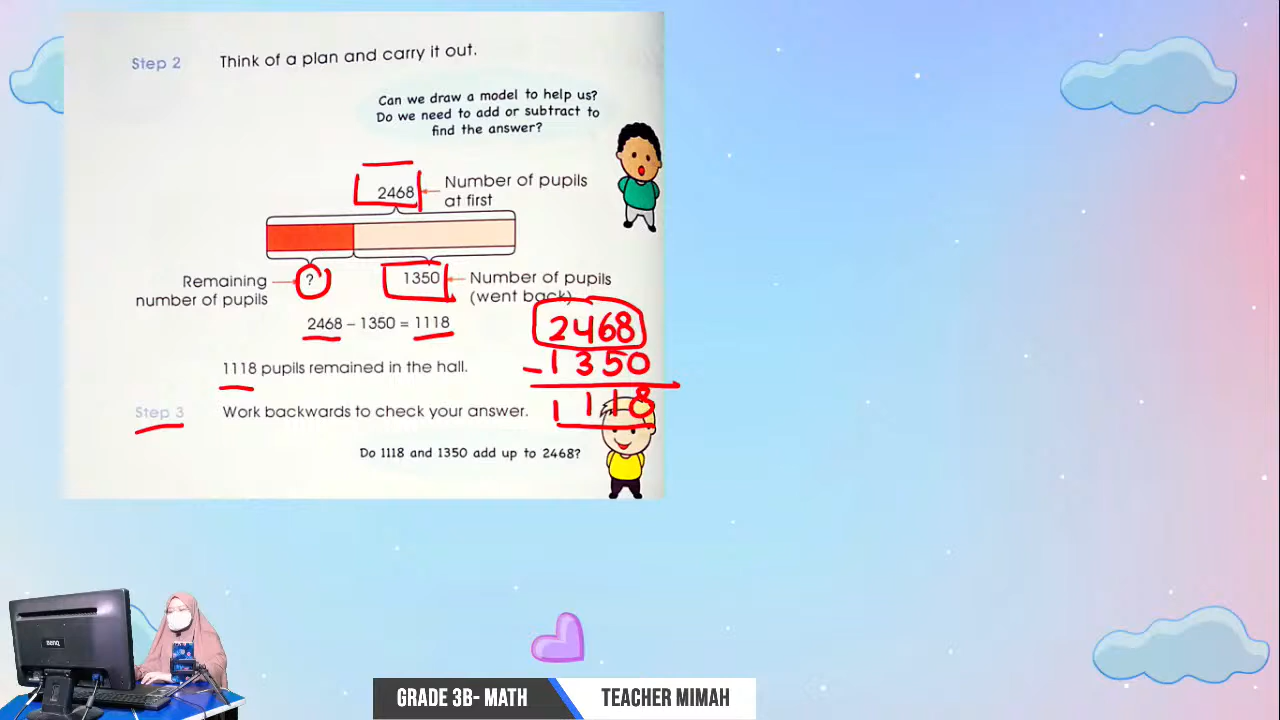 Step 2 Think of a plan and carry it out.
Can we draw a model to help us?
Do we need to add or subtract to
find the answer?
2468 Number of pupils
at first
Remaining ? 1350 Number of pupils
number of pupils (went back)
2468 – 1350 = 1118
2468
– 1350
1118
1118 pupils remained in the hall.
Step 3 Work backwards to check your answer.
Do 1118 and 1350 add up to 2468?
BenQ
GRADE 3B- MATH TEACHER MIMAH